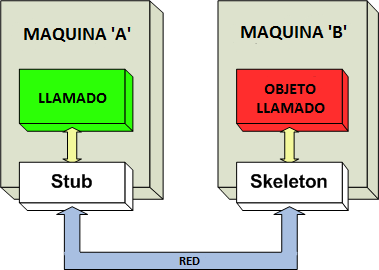 MAQUINA 'A'
MAQUINA 'B'
LLAMADO
OBJETO
LLAMADO
Stub
Skeleton
RED